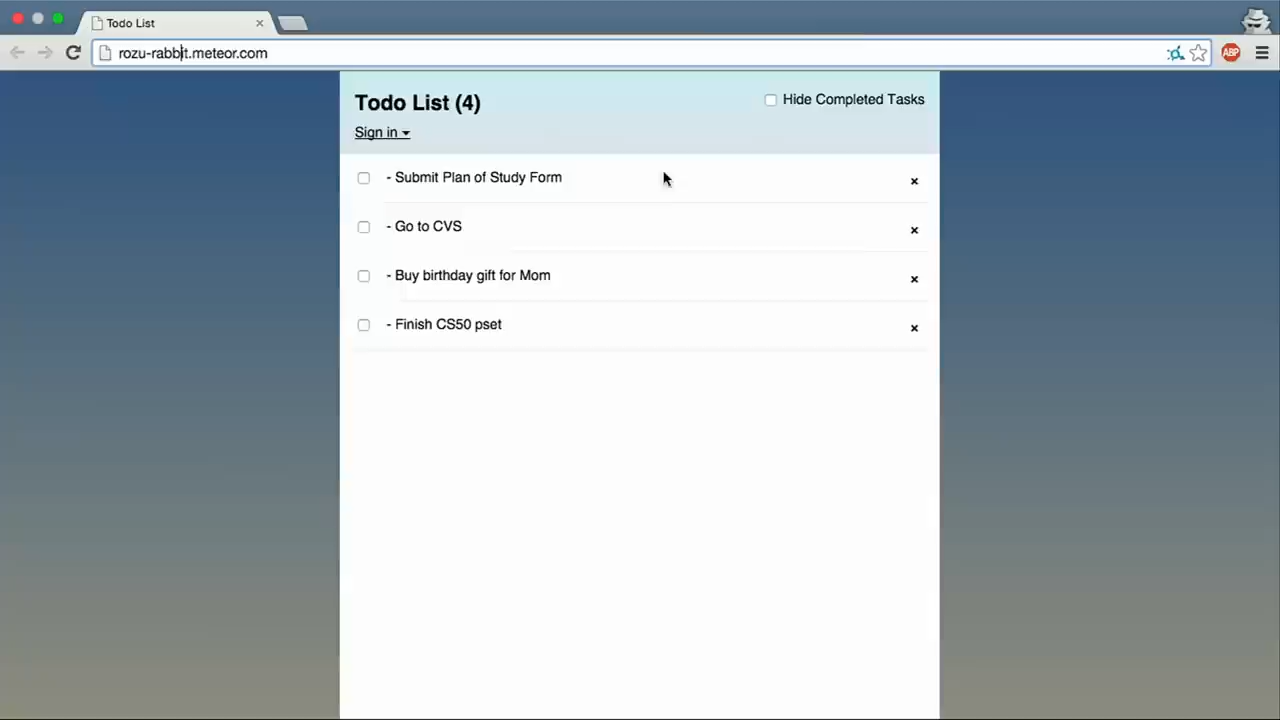 Todo List
rozu-rabbit.meteor.com
ABP
Todo List (4)
Hide Completed Tasks
Sign in
- Submit Plan of Study Form
- Go to CVS
- Buy birthday gift for Mom
- Finish CS50 pset